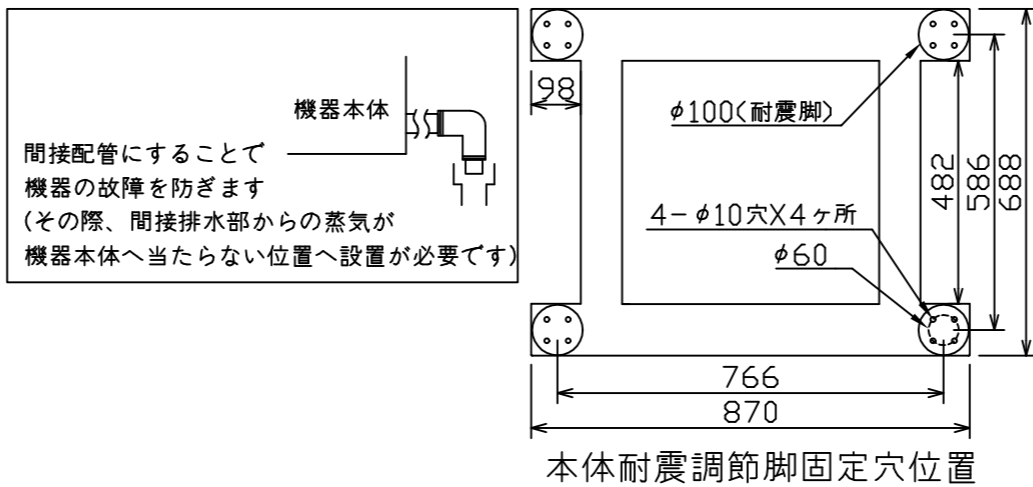 機器本体
間接配管にすることで
機器の故障を防ぎます
(その際、間接排水部からの蒸気が
機器本体へ当たらない位置へ設置が必要です)
98
φ100(耐震脚)
482
586
688
4-φ10穴X4ヶ所
φ60
766
870
本体耐震調節脚固定穴位置